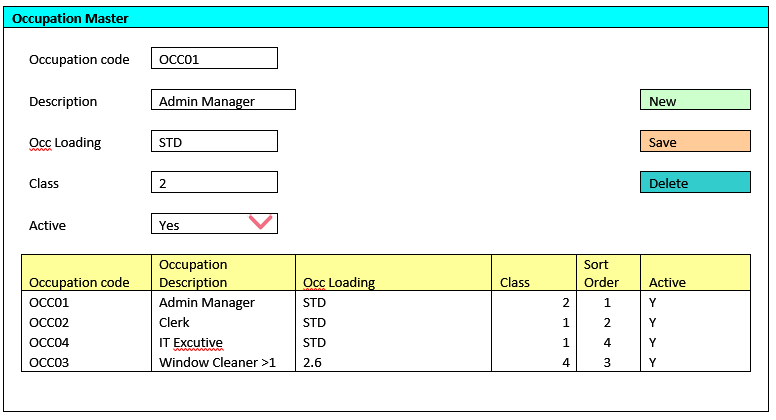 Occupation Master
Occupation code OCC01
Description Admin Manager New
Occ Loading STD Save
Class 2 Delete
Active Yes
Occupation Sort
Occupation code Description Occ Loading Class Order Active
OCC01 Admin Manager STD 2 1 Y
OCC02 Clerk STD 1 2 Y
OCC04 IT Excutive STD 1 4 Y
OCC03 Window Cleaner >1 2.6 4 3 Y